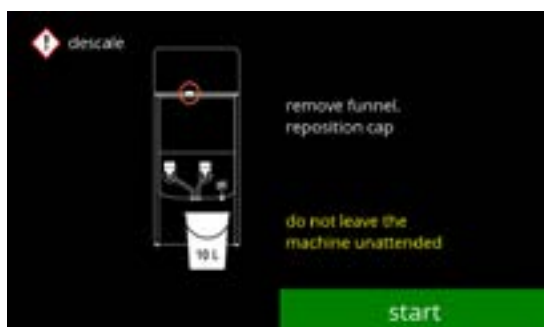 descale
remove funnel.
reposition cap
10 L
do not leave the
machine unattended
start